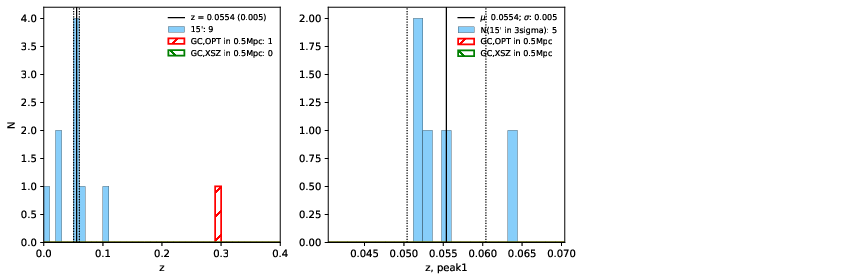 z = 0.0554 (0.005)
15': 9
GC,OPT in 0.5Mpc: 1
GC,XSZ in 0.5Mpc: 0
4.0
3.5
3.0
2.5
2.0
1.5
1.0
0.5
0.0
N
0.0 0.1 0.2 0.3 0.4
z
μ: 0.0554; σ: 0.005
N(15' in 3sigma): 5
GC,OPT in 0.5Mpc
GC,XSZ in 0.5Mpc
2.00
1.75
1.50
1.25
1.00
0.75
0.50
0.25
0.00
0.045 0.050 0.055 0.060 0.065 0.070
z, peak1